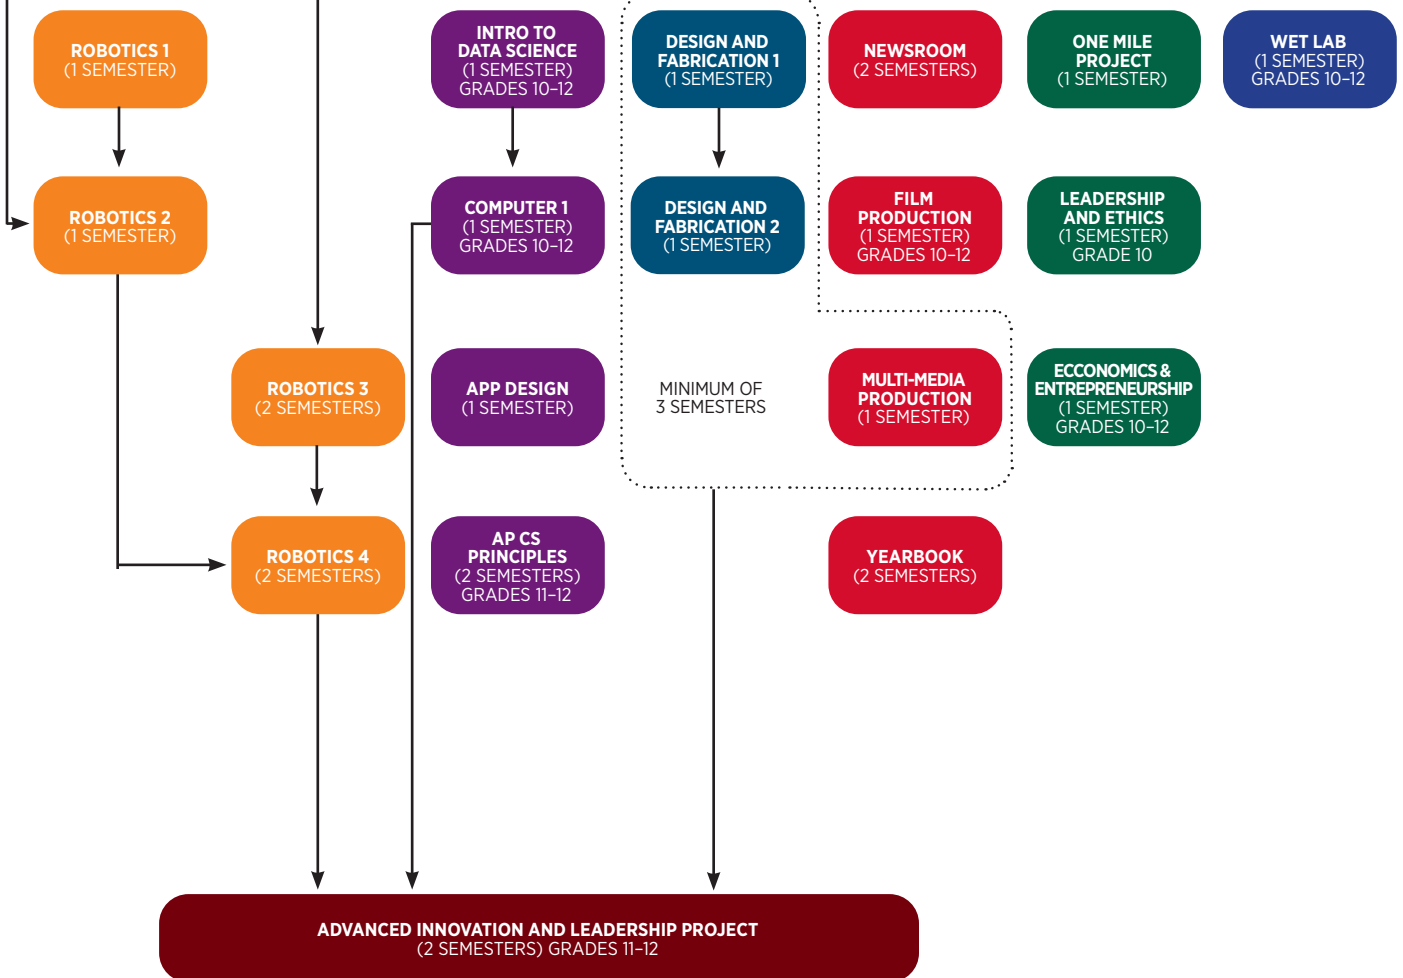 ROBOTICS 1
(1 SEMESTER)
INTRO TO
DATA SCIENCE
(1 SEMESTER)
GRADES 10–12
DESIGN AND
FABRICATION 1
(1 SEMESTER)
NEWSROOM
(2 SEMESTERS)
ONE MILE
PROJECT
(1 SEMESTER)
WET LAB
(1 SEMESTER)
GRADES 10–12
ROBOTICS 2
(1 SEMESTER)
COMPUTER 1
(1 SEMESTER)
GRADES 10–12
DESIGN AND
FABRICATION 2
(1 SEMESTER)
FILM
PRODUCTION
(1 SEMESTER)
GRADES 10–12
LEADERSHIP
AND ETHICS
(1 SEMESTER)
GRADE 10
ROBOTICS 3
(2 SEMESTERS)
APP DESIGN
(1 SEMESTER)
MINIMUM OF
3 SEMESTERS
MULTI-MEDIA
PRODUCTION
(1 SEMESTER)
ECCONOMICS &
ENTREPRENEURSHIP
(1 SEMESTER)
GRADES 10–12
ROBOTICS 4
(2 SEMESTERS)
AP CS
PRINCIPLES
(2 SEMESTERS)
GRADES 11–12
YEARBOOK
(2 SEMESTERS)
ADVANCED INNOVATION AND LEADERSHIP PROJECT
(2 SEMESTERS) GRADES 11–12